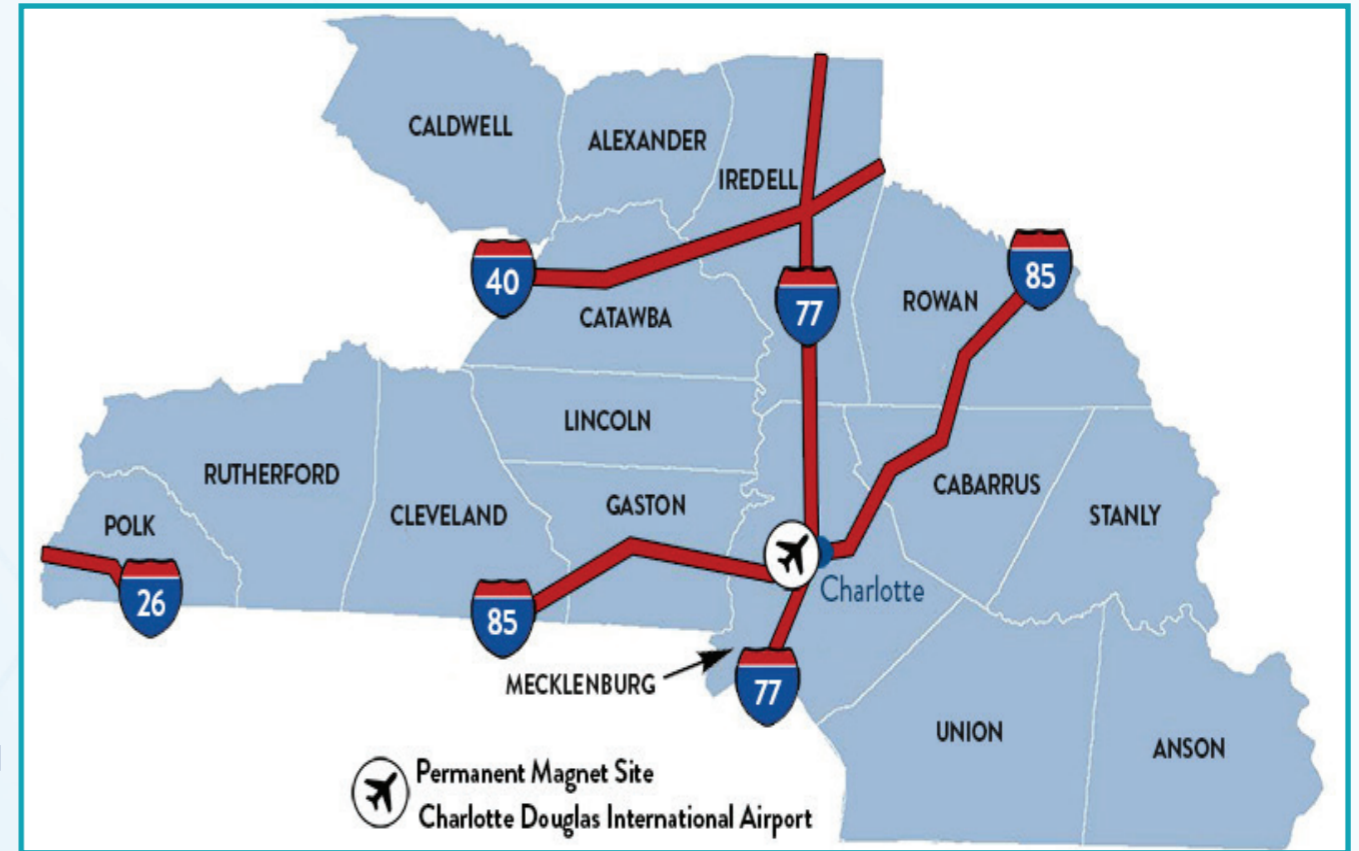 CALDWELL
ALEXANDER
IREDELL
40
77
85
CATAWBA
ROWAN
LINCOLN
RUTHERFORD
GASTON
CABARRUS
POLK
CLEVELAND
STANLY
26
85
Charlotte
MECKLENBURG
77
UNION
ANSON
Permanent Magnet Site
Charlotte Douglas International Airport